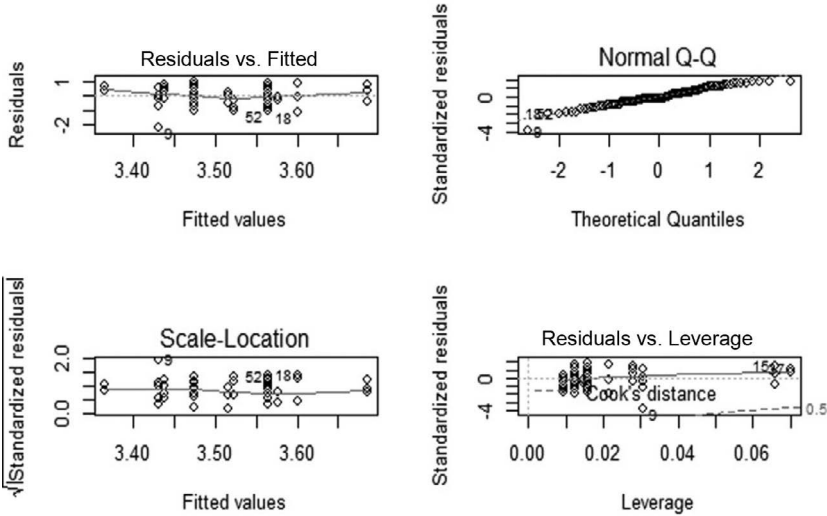 Residuals vs. Fitted
Residuals
1
-2
9
52
18
3.40 3.50 3.60
Fitted values
Normal Q-Q
Standardized residuals
0
-4
9
-2 -1 0 1 2
Theoretical Quantiles
Scale-Location
√|Standardized residuals|
2.0
0.0
9
52
18
3.40 3.50 3.60
Fitted values
Residuals vs. Leverage
Standardized residuals
0
-4
Cook's distance
9
0.5
0.00 0.02 0.04 0.06
Leverage